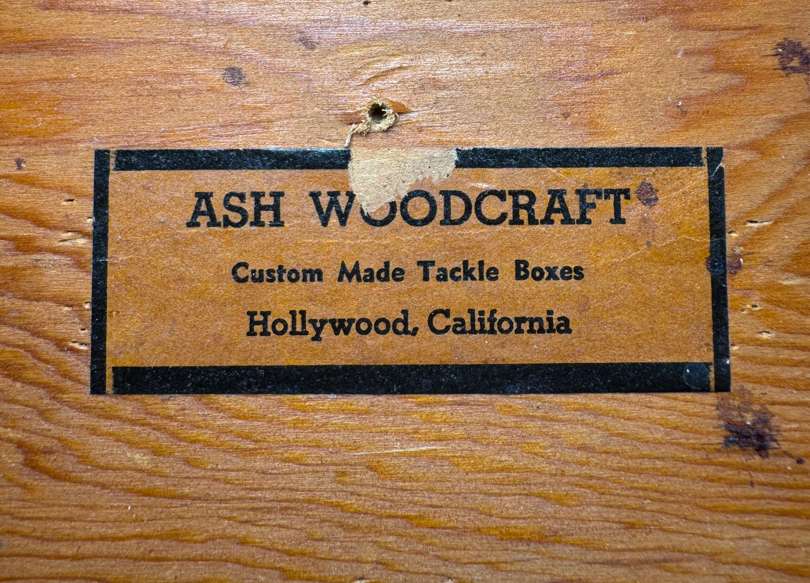 ASH WOODCRAFT
Custom Made Tackle Boxes
Hollywood, California